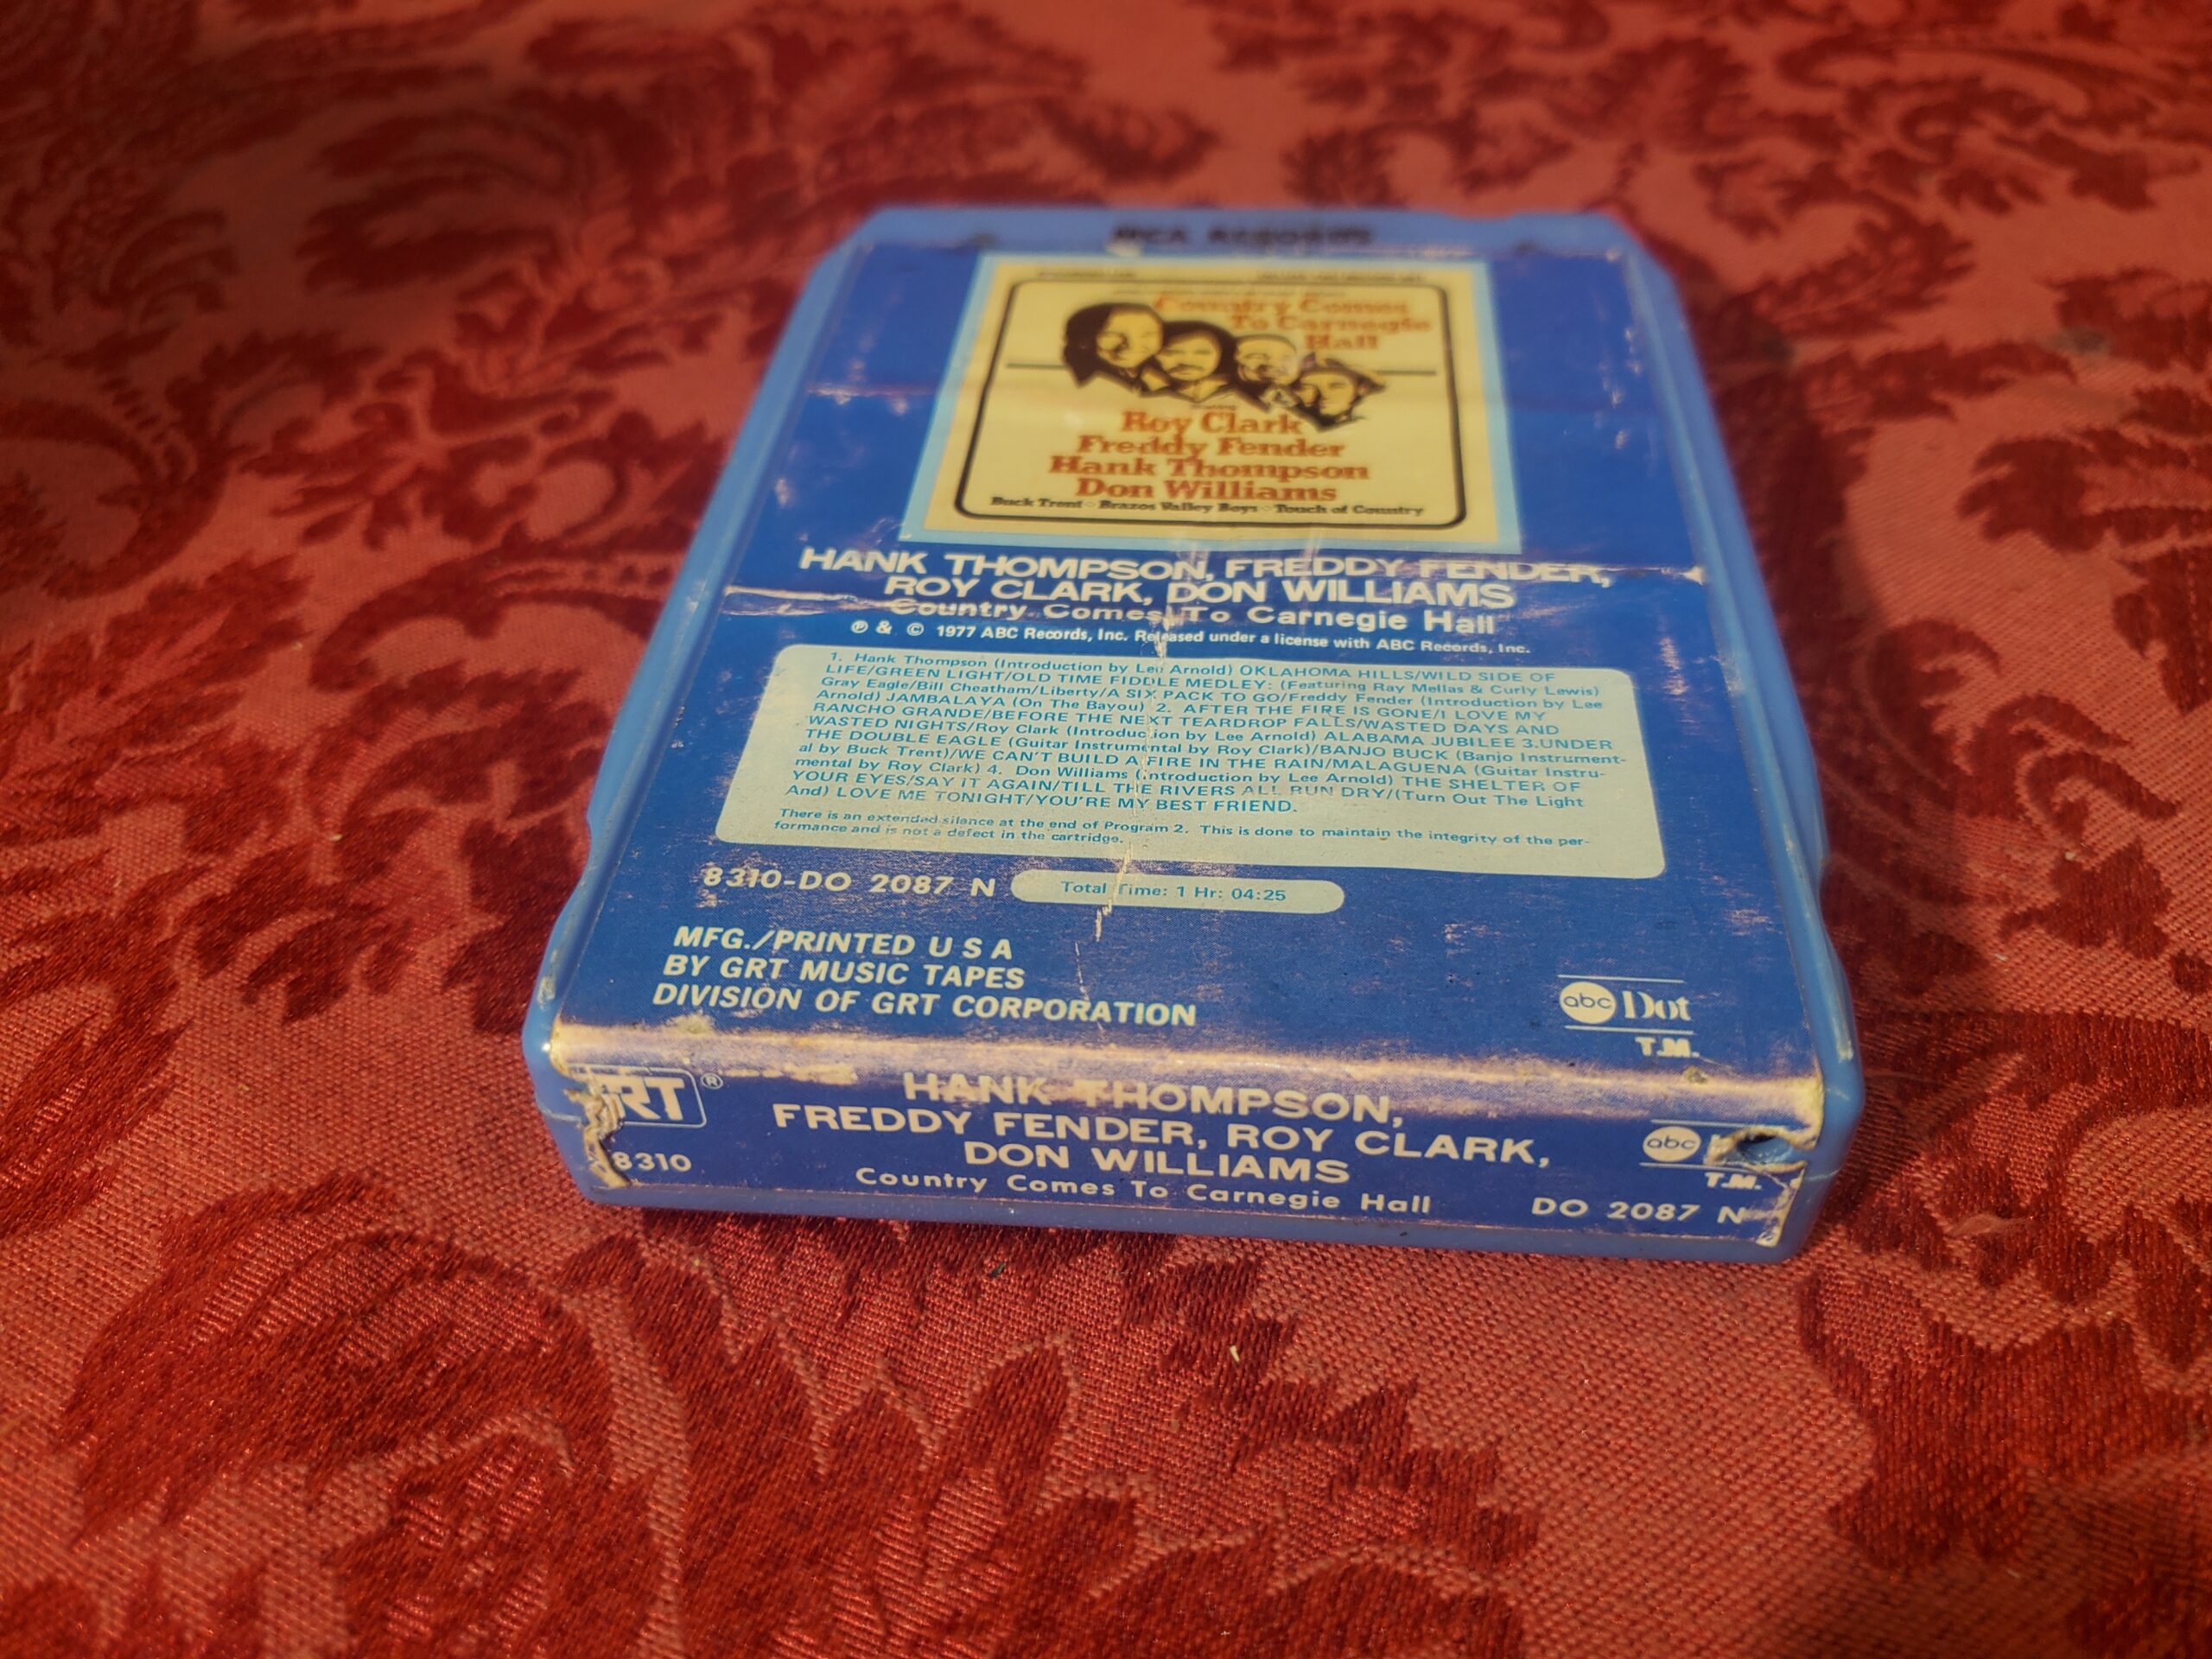 Country Comes
To Carnegie
Hall
Roy Clark
Freddy Fender
Hank Thompson
Don Williams
Buck Trent · Brazos Valley Boys · Touch of Country
HANK THOMPSON, FREDDY FENDER,
ROY CLARK, DON WILLIAMS
Country Comes To Carnegie Hall
℗ & © 1977 ABC Records, Inc. Released under a license with ABC Records, Inc.
1. Hank Thompson (Introduction by Lee Arnold) OKLAHOMA HILLS/WILD SIDE OF
LIFE/GREEN LIGHT/OLD TIME FIDDLE MEDLEY: (Featuring Ray Mellas & Curly Lewis)
Gray Eagle/Bill Cheatham/Liberty/A SIX PACK TO GO/Freddy Fender (Introduction by Lee
Arnold) JAMBALAYA (On The Bayou) 2. AFTER THE FIRE IS GONE/I LOVE MY
RANCHO GRANDE/BEFORE THE NEXT TEARDROP FALLS/WASTED DAYS AND
WASTED NIGHTS/Roy Clark (Introduction by Lee Arnold) ALABAMA JUBILEE 3.UNDER
THE DOUBLE EAGLE (Guitar Instrumental by Roy Clark)/BANJO BUCK (Banjo Instrument-
al by Buck Trent)/WE CAN'T BUILD A FIRE IN THE RAIN/MALAGUENA (Guitar Instru-
mental by Roy Clark) 4. Don Williams (Introduction by Lee Arnold) THE SHELTER OF
YOUR EYES/SAY IT AGAIN/TILL THE RIVERS ALL RUN DRY/(Turn Out The Light
And) LOVE ME TONIGHT/YOU'RE MY BEST FRIEND.
There is an extended silance at the end of Program 2. This is done to maintain the integrity of the per-
formance and is not a defect in the cartridge.
8310-DO 2087 N Total Time: 1 Hr: 04:25
MFG./PRINTED U S A
BY GRT MUSIC TAPES
DIVISION OF GRT CORPORATION
abc Dot
T.M.
GRT ®
HANK THOMPSON,
FREDDY FENDER, ROY CLARK,
DON WILLIAMS
Country Comes To Carnegie Hall
8310
abc
T.M.
DO 2087 N